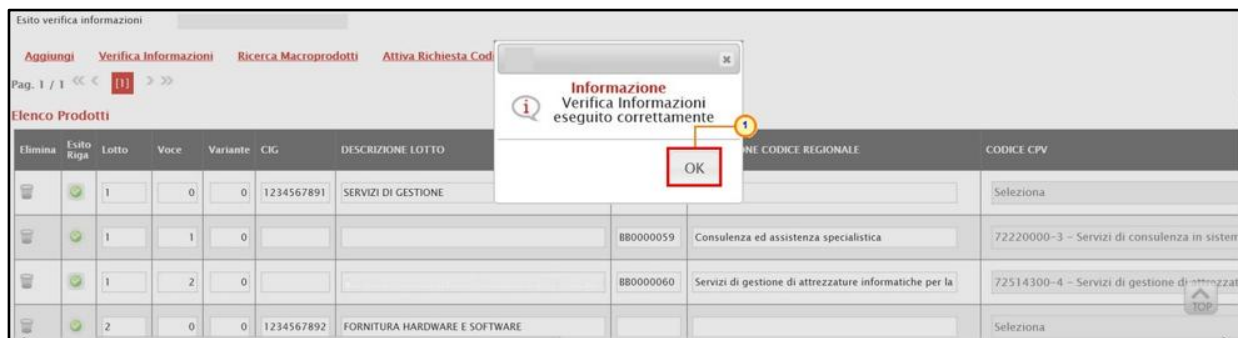 Esito verifica informazioni
Aggiungi Verifica Informazioni Ricerca Macroprodotti Attiva Richiesta Codi
Pag. 1 / 1 << < [1] > >>
Informazione
Verifica Informazioni
eseguito correttamente
1
OK
Elenco Prodotti
Elimina Esito Riga Lotto Voce Variante CIG DESCRIZIONE LOTTO NE CODICE REGIONALE CODICE CPV
1 0 0 1234567891 SERVIZI DI GESTIONE Seleziona
1 1 0 BB0000059 Consulenza ed assistenza specialistica 72220000-3 – Servizi di consulenza in sistem
1 2 0 BB0000060 Servizi di gestione di attrezzature informatiche per la 72514300-4 – Servizi di gestione di attrezzat
TOP
2 0 0 1234567892 FORNITURA HARDWARE E SOFTWARE Seleziona